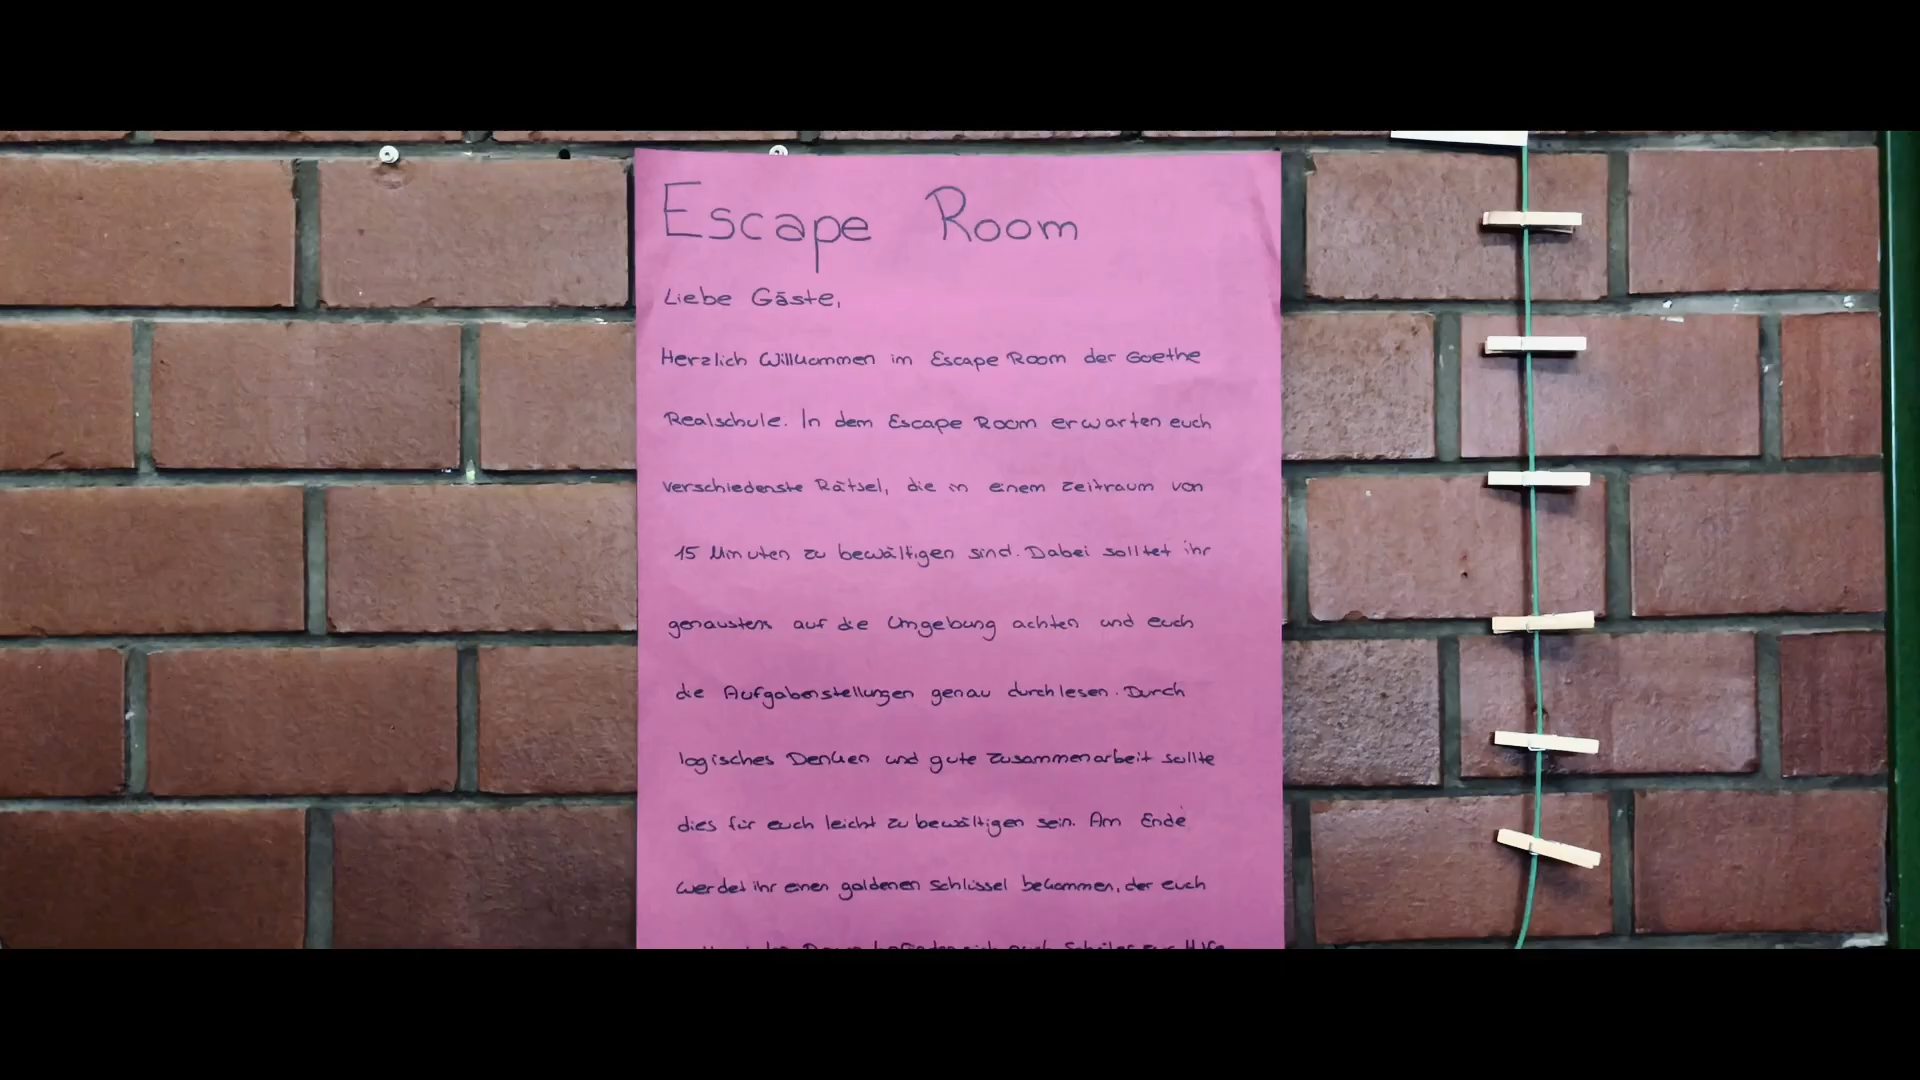 Escape Room
Liebe Gäste,
Herzlich Willkommen im Escape Room der Goethe
Realschule. In dem Escape Room erwarten euch
verschiedenste Rätsel, die in einem Zeitraum von
15 Minuten zu bewältigen sind. Dabei solltet ihr
genaustens auf die Umgebung achten und euch
die Aufgabenstellungen genau durchlesen. Durch
logisches Denken und gute Zusammenarbeit sollte
dies für euch leicht zu bewältigen sein. Am Ende
werdet ihr einen goldenen Schlüssel bekommen, der euch